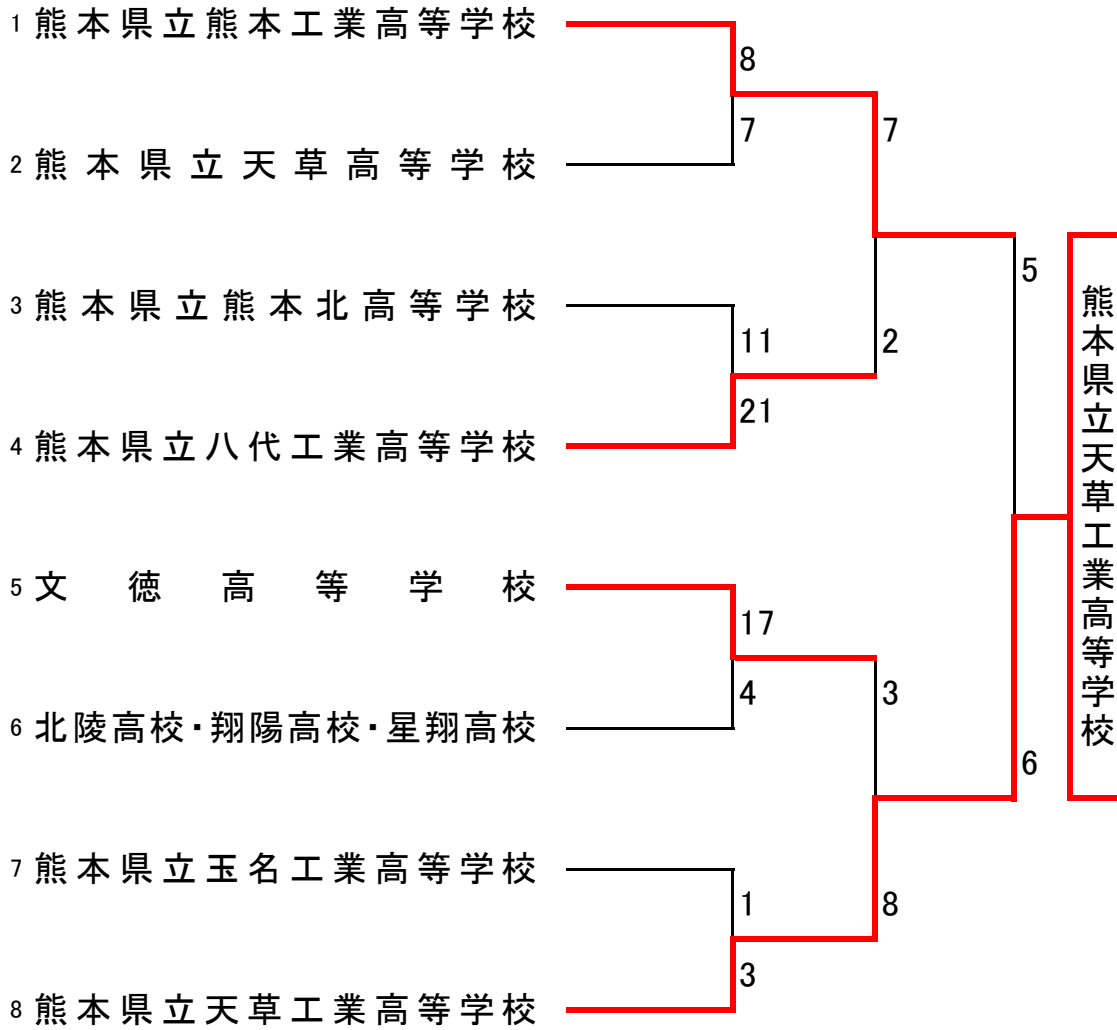 1 熊本県立熊本工業高等学校
8
7
7
2 熊本県立天草高等学校
5
3 熊本県立熊本北高等学校
11
2
21
4 熊本県立八代工業高等学校
熊本県立天草工業高等学校
5 文徳高等学校
17
4
3
6 北陵高校・翔陽高校・星翔高校
6
7 熊本県立玉名工業高等学校
1
8
3
8 熊本県立天草工業高等学校